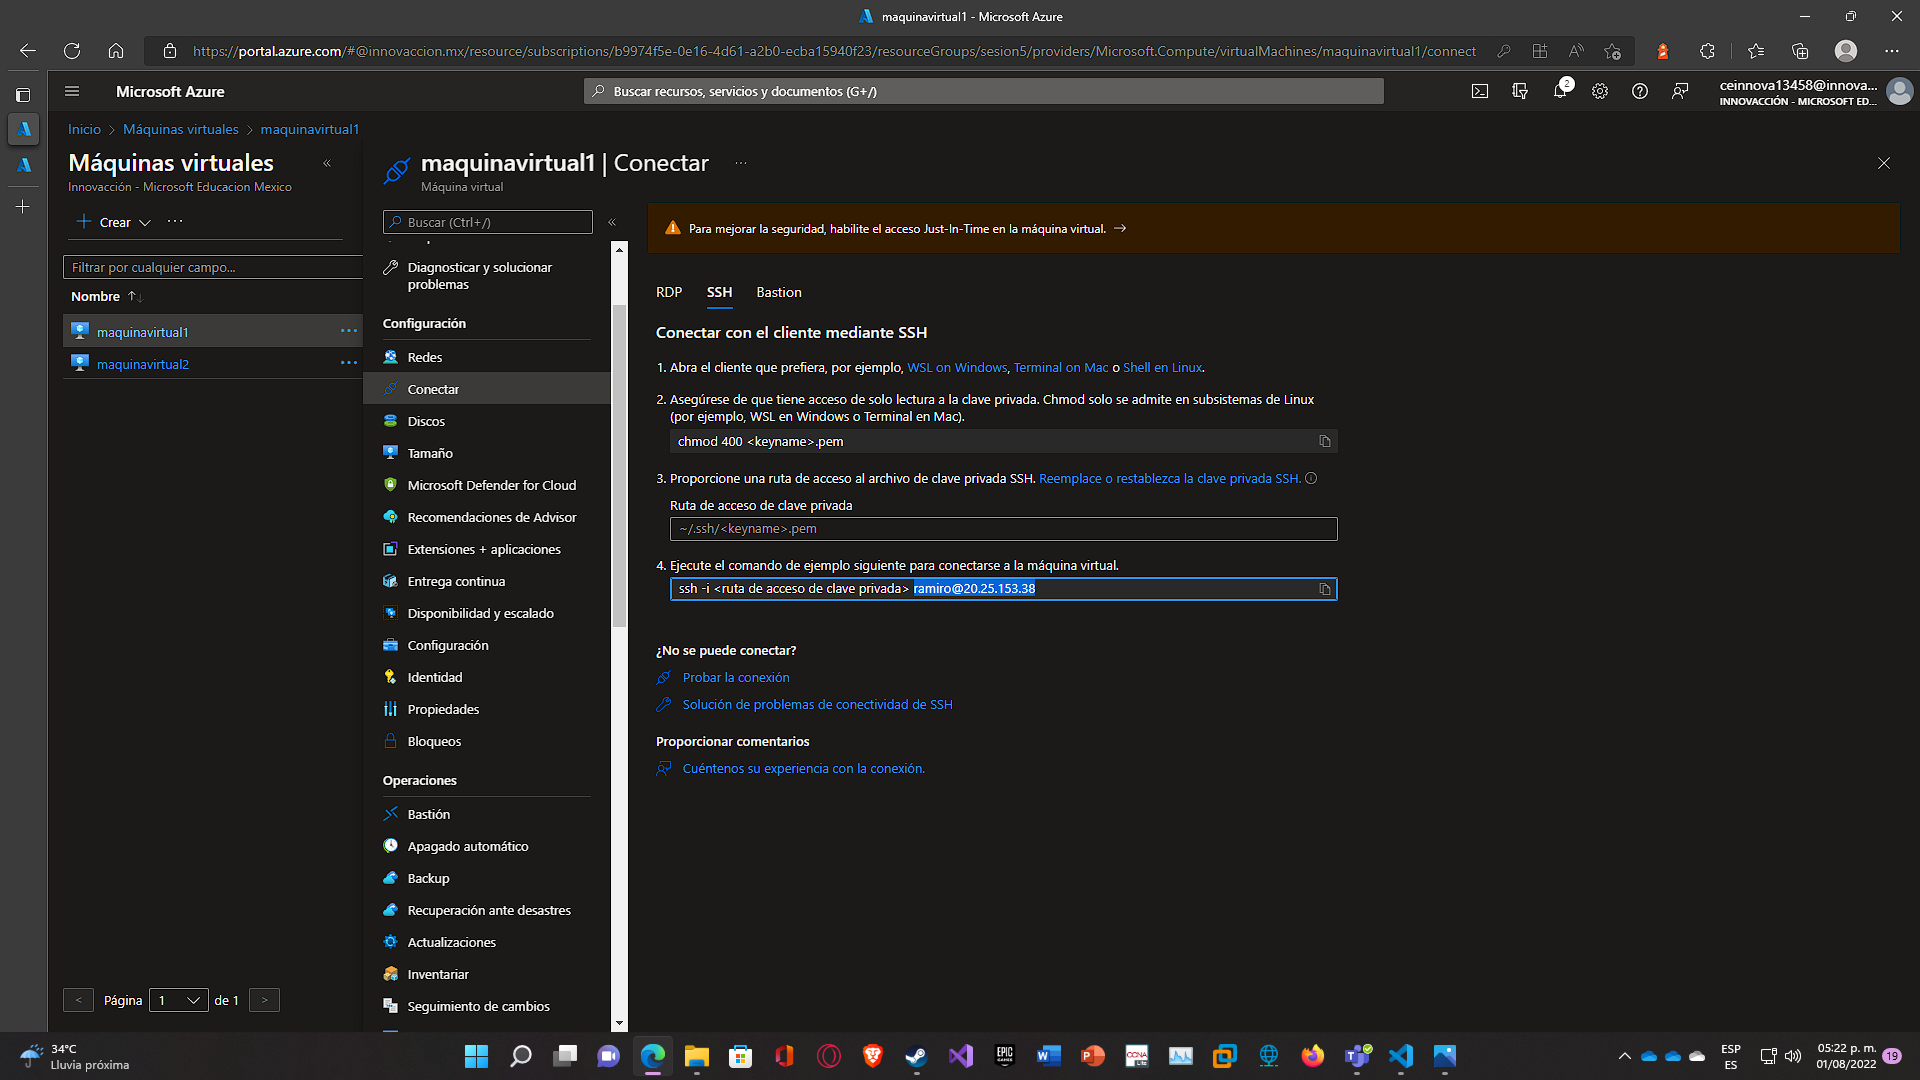 maquinavirtual1 - Microsoft Azure
https://portal.azure.com/#@innovaccion.mx/resource/subscriptions/b9974f5e-0e16-4d61-a2b0-ecba15940f23/resourceGroups/sesion5/providers/Microsoft.Compute/virtualMachines/maquinavirtual1/connect
Microsoft Azure
Buscar recursos, servicios y documentos (G+/)
2
ceinnova13458@innova...
INNOVACCIÓN - MICROSOFT ED...
Inicio > Máquinas virtuales > maquinavirtual1
Máquinas virtuales
Innovacción - Microsoft Educacion Mexico
Crear
Filtrar por cualquier campo...
Nombre
maquinavirtual1
maquinavirtual2
< Página 1 de 1 >
maquinavirtual1 | Conectar
Máquina virtual
Buscar (Ctrl+/)
Diagnosticar y solucionar
problemas
Configuración
Redes
Conectar
Discos
Tamaño
Microsoft Defender for Cloud
Recomendaciones de Advisor
Extensiones + aplicaciones
Entrega continua
Disponibilidad y escalado
Configuración
Identidad
Propiedades
Bloqueos
Operaciones
Bastión
Apagado automático
Backup
Recuperación ante desastres
Actualizaciones
Inventariar
Seguimiento de cambios
Para mejorar la seguridad, habilite el acceso Just-In-Time en la máquina virtual. →
RDP SSH Bastion
Conectar con el cliente mediante SSH
1. Abra el cliente que prefiera, por ejemplo, WSL on Windows, Terminal on Mac o Shell en Linux.
2. Asegúrese de que tiene acceso de solo lectura a la clave privada. Chmod solo se admite en subsistemas de Linux
(por ejemplo, WSL en Windows o Terminal en Mac).
chmod 400 <keyname>.pem
3. Proporcione una ruta de acceso al archivo de clave privada SSH. Reemplace o restablezca la clave privada SSH.
Ruta de acceso de clave privada
~/.ssh/<keyname>.pem
4. Ejecute el comando de ejemplo siguiente para conectarse a la máquina virtual.
ssh -i <ruta de acceso de clave privada> ramiro@20.25.153.38
¿No se puede conectar?
Probar la conexión
Solución de problemas de conectividad de SSH
Proporcionar comentarios
Cuéntenos su experiencia con la conexión.
34°C
Lluvia próxima
EPIC
GAMES
CCNA
Lite
ESP
ES
05:22 p. m.
01/08/2022
19